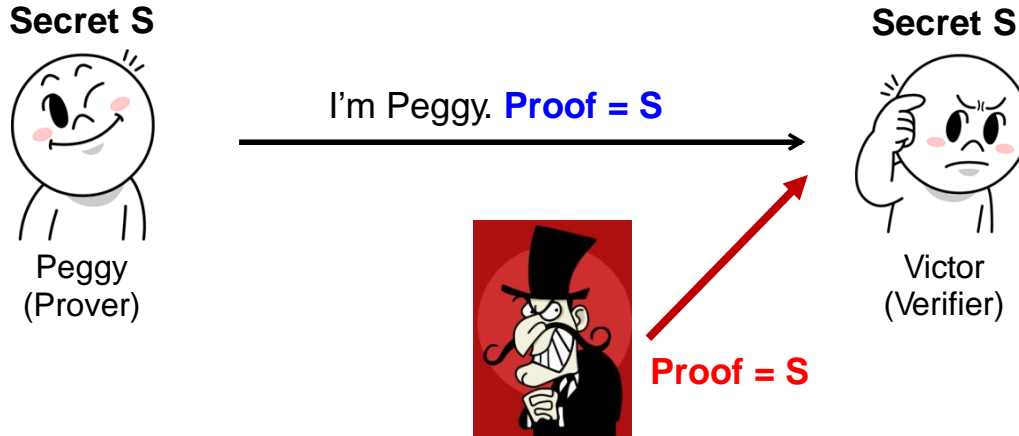 Secret S
Secret S
I’m Peggy. Proof = S
Peggy
(Prover)
Victor
(Verifier)
Proof = S